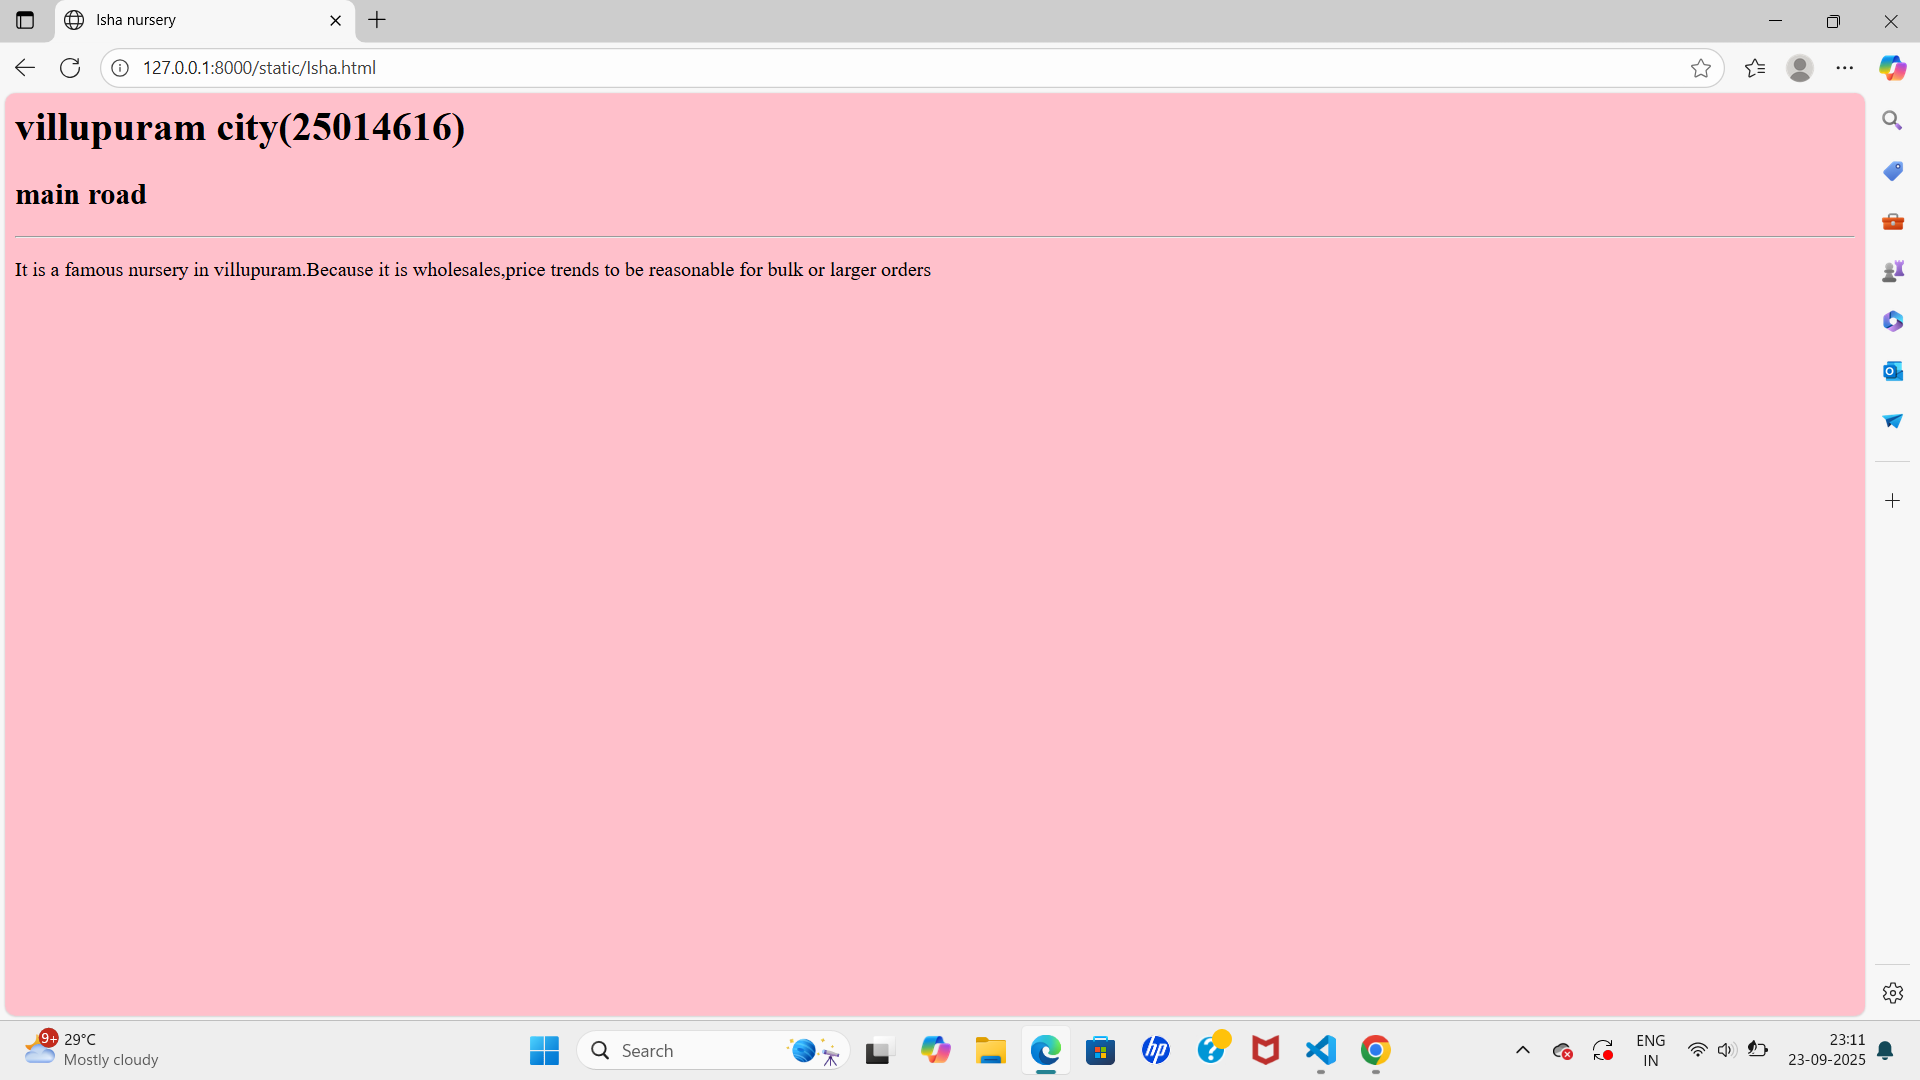 Isha nursery
127.0.0.1:8000/static/Isha.html
villupuram city(25014616)
main road
It is a famous nursery in villupuram.Because it is wholesales,price trends to be reasonable for bulk or larger orders
9+
29°C
Mostly cloudy
Search
hp
ENG
IN
23:11
23-09-2025